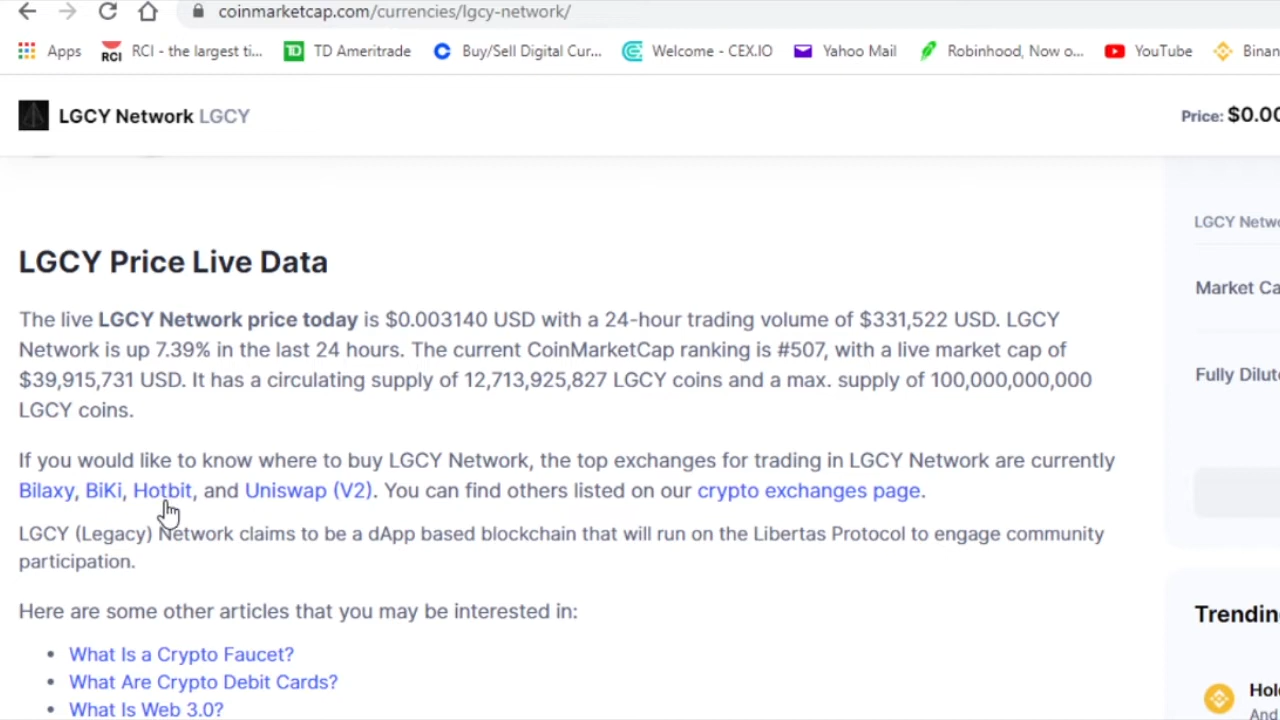 coinmarketcap.com/currencies/lgcy-network/
Apps RCI - the largest ti... TD Ameritrade Buy/Sell Digital Cur... Welcome - CEX.IO Yahoo Mail Robinhood, Now o... YouTube Binan
LGCY Network LGCY
Price: $0.00
LGCY Netwo
Market Ca
Fully Dilute
LGCY Price Live Data
The live LGCY Network price today is $0.003140 USD with a 24-hour trading volume of $331,522 USD. LGCY
Network is up 7.39% in the last 24 hours. The current CoinMarketCap ranking is #507, with a live market cap of
$39,915,731 USD. It has a circulating supply of 12,713,925,827 LGCY coins and a max. supply of 100,000,000,000
LGCY coins.
If you would like to know where to buy LGCY Network, the top exchanges for trading in LGCY Network are currently
Bilaxy, BiKi, Hotbit, and Uniswap (V2). You can find others listed on our crypto exchanges page.
LGCY (Legacy) Network claims to be a dApp based blockchain that will run on the Libertas Protocol to engage community
participation.
Here are some other articles that you may be interested in:
• What Is a Crypto Faucet?
• What Are Crypto Debit Cards?
• What Is Web 3.0?
Trending
Hol
And